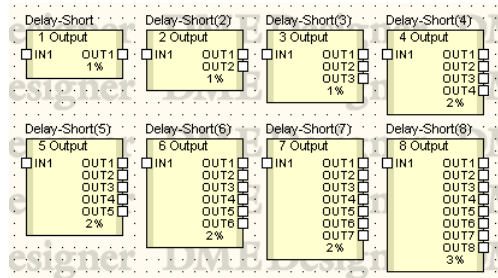 Delay-Short
1 Output
IN1 OUT1
1%
Delay-Short(2)
2 Output
IN1 OUT1
OUT2
1%
Delay-Short(3)
3 Output
IN1 OUT1
OUT2
OUT3
1%
Delay-Short(4)
4 Output
IN1 OUT1
OUT2
OUT3
OUT4
2%
Delay-Short(5)
5 Output
IN1 OUT1
OUT2
OUT3
OUT4
OUT5
2%
Delay-Short(6)
6 Output
IN1 OUT1
OUT2
OUT3
OUT4
OUT5
OUT6
2%
Delay-Short(7)
7 Output
IN1 OUT1
OUT2
OUT3
OUT4
OUT5
OUT6
OUT7
2%
Delay-Short(8)
8 Output
IN1 OUT1
OUT2
OUT3
OUT4
OUT5
OUT6
OUT7
OUT8
3%
esigner DME Designer